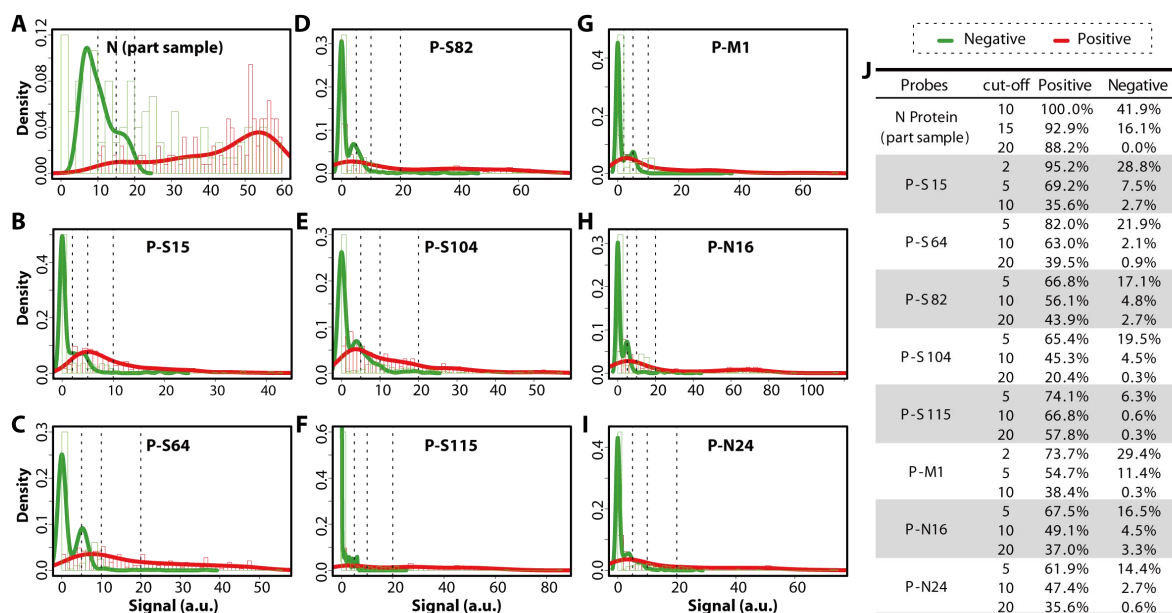 A
N (part sample)
Density
0.00 0.04 0.08 0.12
0 10 20 30 40 50 60
B
P-S15
Density
0.0 0.2 0.4
0 10 20 30 40
C
P-S64
Density
0.0 0.1 0.2 0.3
0 10 20 30 40 50
Signal (a.u.)
D
P-S82
0.0 0.1 0.2 0.3
0 20 40 60
E
P-S104
0.0 0.1 0.2 0.3
0 10 20 30 40 50
F
P-S115
0.0 0.2 0.4 0.6
0 20 40 60 80
Signal (a.u.)
G
P-M1
0.0 0.2 0.4
0 20 40 60
H
P-N16
0.0 0.1 0.2 0.3
0 20 40 60 80 100
I
P-N24
0.0 0.2 0.4
0 20 40 60
Signal (a.u.)
Negative Positive
J
Probes cut-off Positive Negative
N Protein
(part sample)
10 100.0% 41.9%
15 92.9% 16.1%
20 88.2% 0.0%
P-S15
2 95.2% 28.8%
5 69.2% 7.5%
10 35.6% 2.7%
P-S64
5 82.0% 21.9%
10 63.0% 2.1%
20 39.5% 0.9%
P-S82
5 66.8% 17.1%
10 56.1% 4.8%
20 43.9% 2.7%
P-S104
5 65.4% 19.5%
10 45.3% 4.5%
20 20.4% 0.3%
P-S115
5 74.1% 6.3%
10 66.8% 0.6%
20 57.8% 0.3%
P-M1
2 73.7% 29.4%
5 54.7% 11.4%
10 38.4% 0.3%
P-N16
5 67.5% 16.5%
10 49.1% 4.5%
20 37.0% 3.3%
P-N24
5 61.9% 14.4%
10 47.4% 2.7%
20 35.6% 0.6%